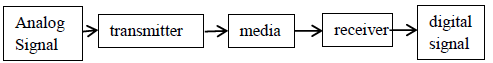 Analog
Signal
transmitter
media
receiver
digital
signal